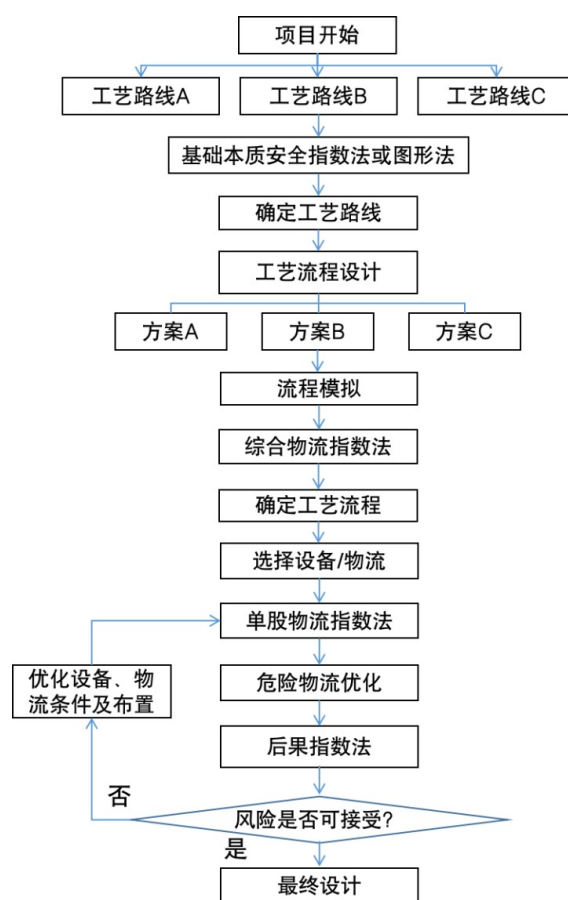 项目开始
工艺路线A
工艺路线B
工艺路线C
基础本质安全指数法或图形法
确定工艺路线
工艺流程设计
方案A
方案B
方案C
流程模拟
综合物流指数法
确定工艺流程
选择设备/物流
单股物流指数法
优化设备、物
流条件及布置
危险物流优化
后果指数法
否
风险是否可接受?
是
最终设计